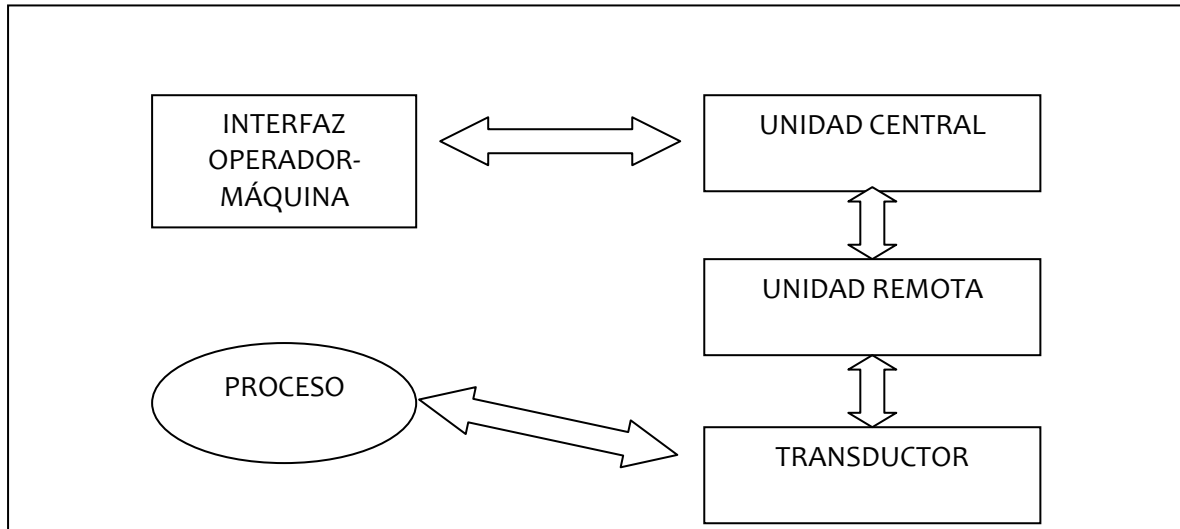 INTERFAZ
OPERADOR-
MÁQUINA
UNIDAD CENTRAL
UNIDAD REMOTA
PROCESO
TRANSDUCTOR